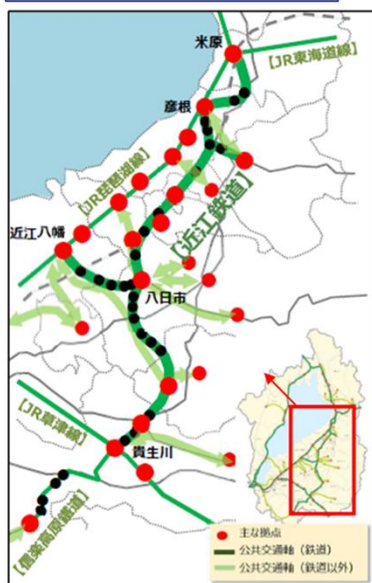 米原
【JR東海道線】
彦根
【JR琵琶湖線】
【近江鉄道】
近江八幡
八日市
【JR草津線】
貴生川
【信楽高原鐵道】
主な拠点
公共交通軸（鉄道）
公共交通軸（鉄道以外）